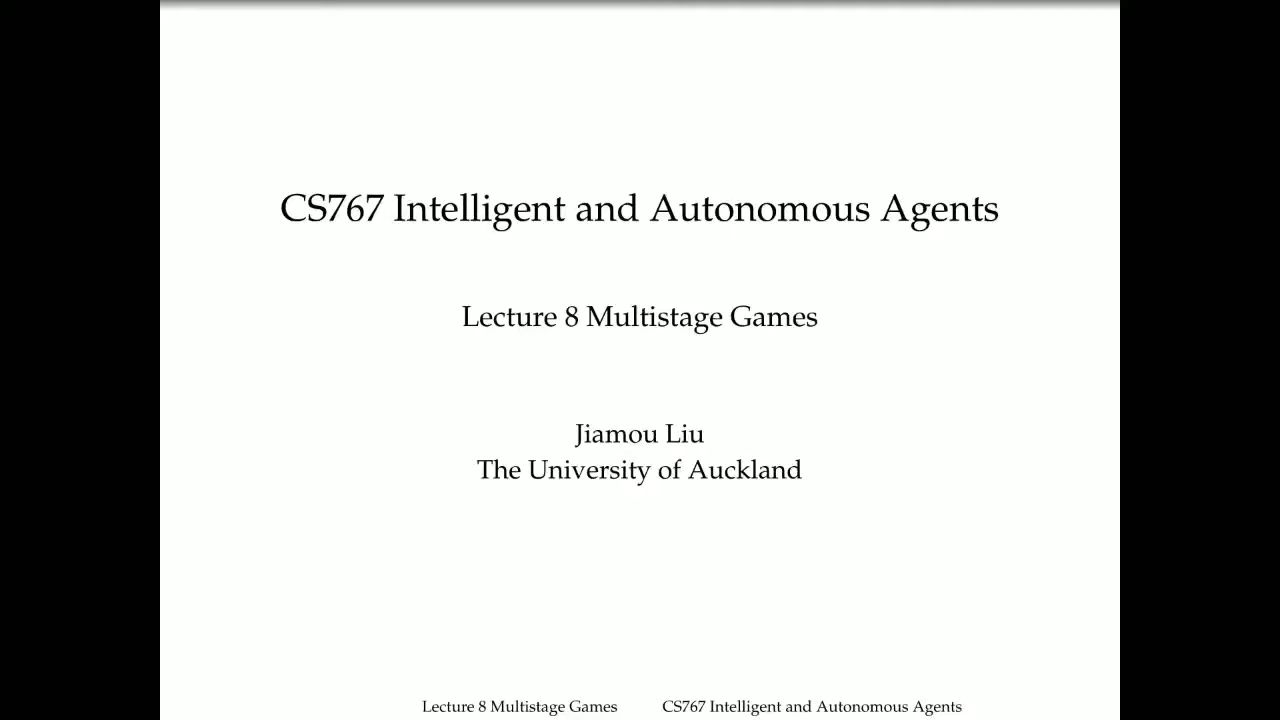 CS767 Intelligent and Autonomous Agents
Lecture 8 Multistage Games
Jiamou Liu
The University of Auckland
Lecture 8 Multistage Games CS767 Intelligent and Autonomous Agents